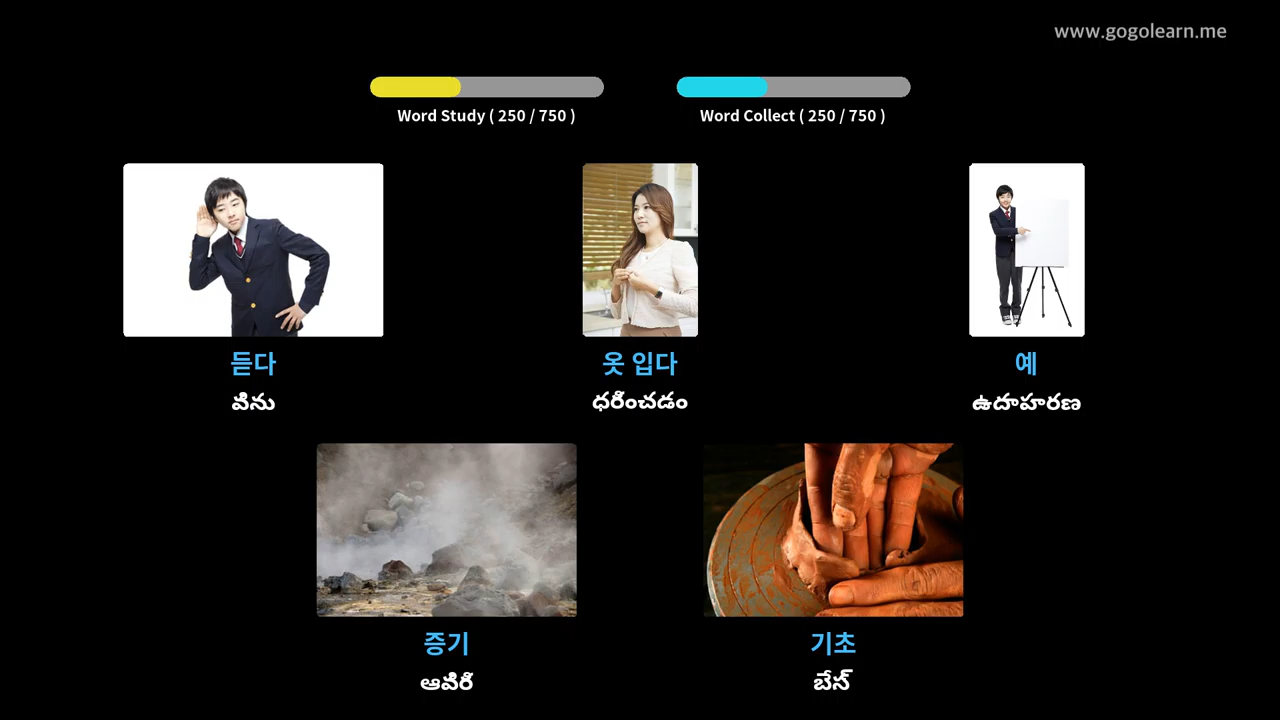 www.gogolearn.me
Word Study ( 250 / 750 )
Word Collect ( 250 / 750 )
듣다
విను
옷 입다
ధరించడం
예
ఉదాహరణ
증기
ఆవిరి
기초
బేస్